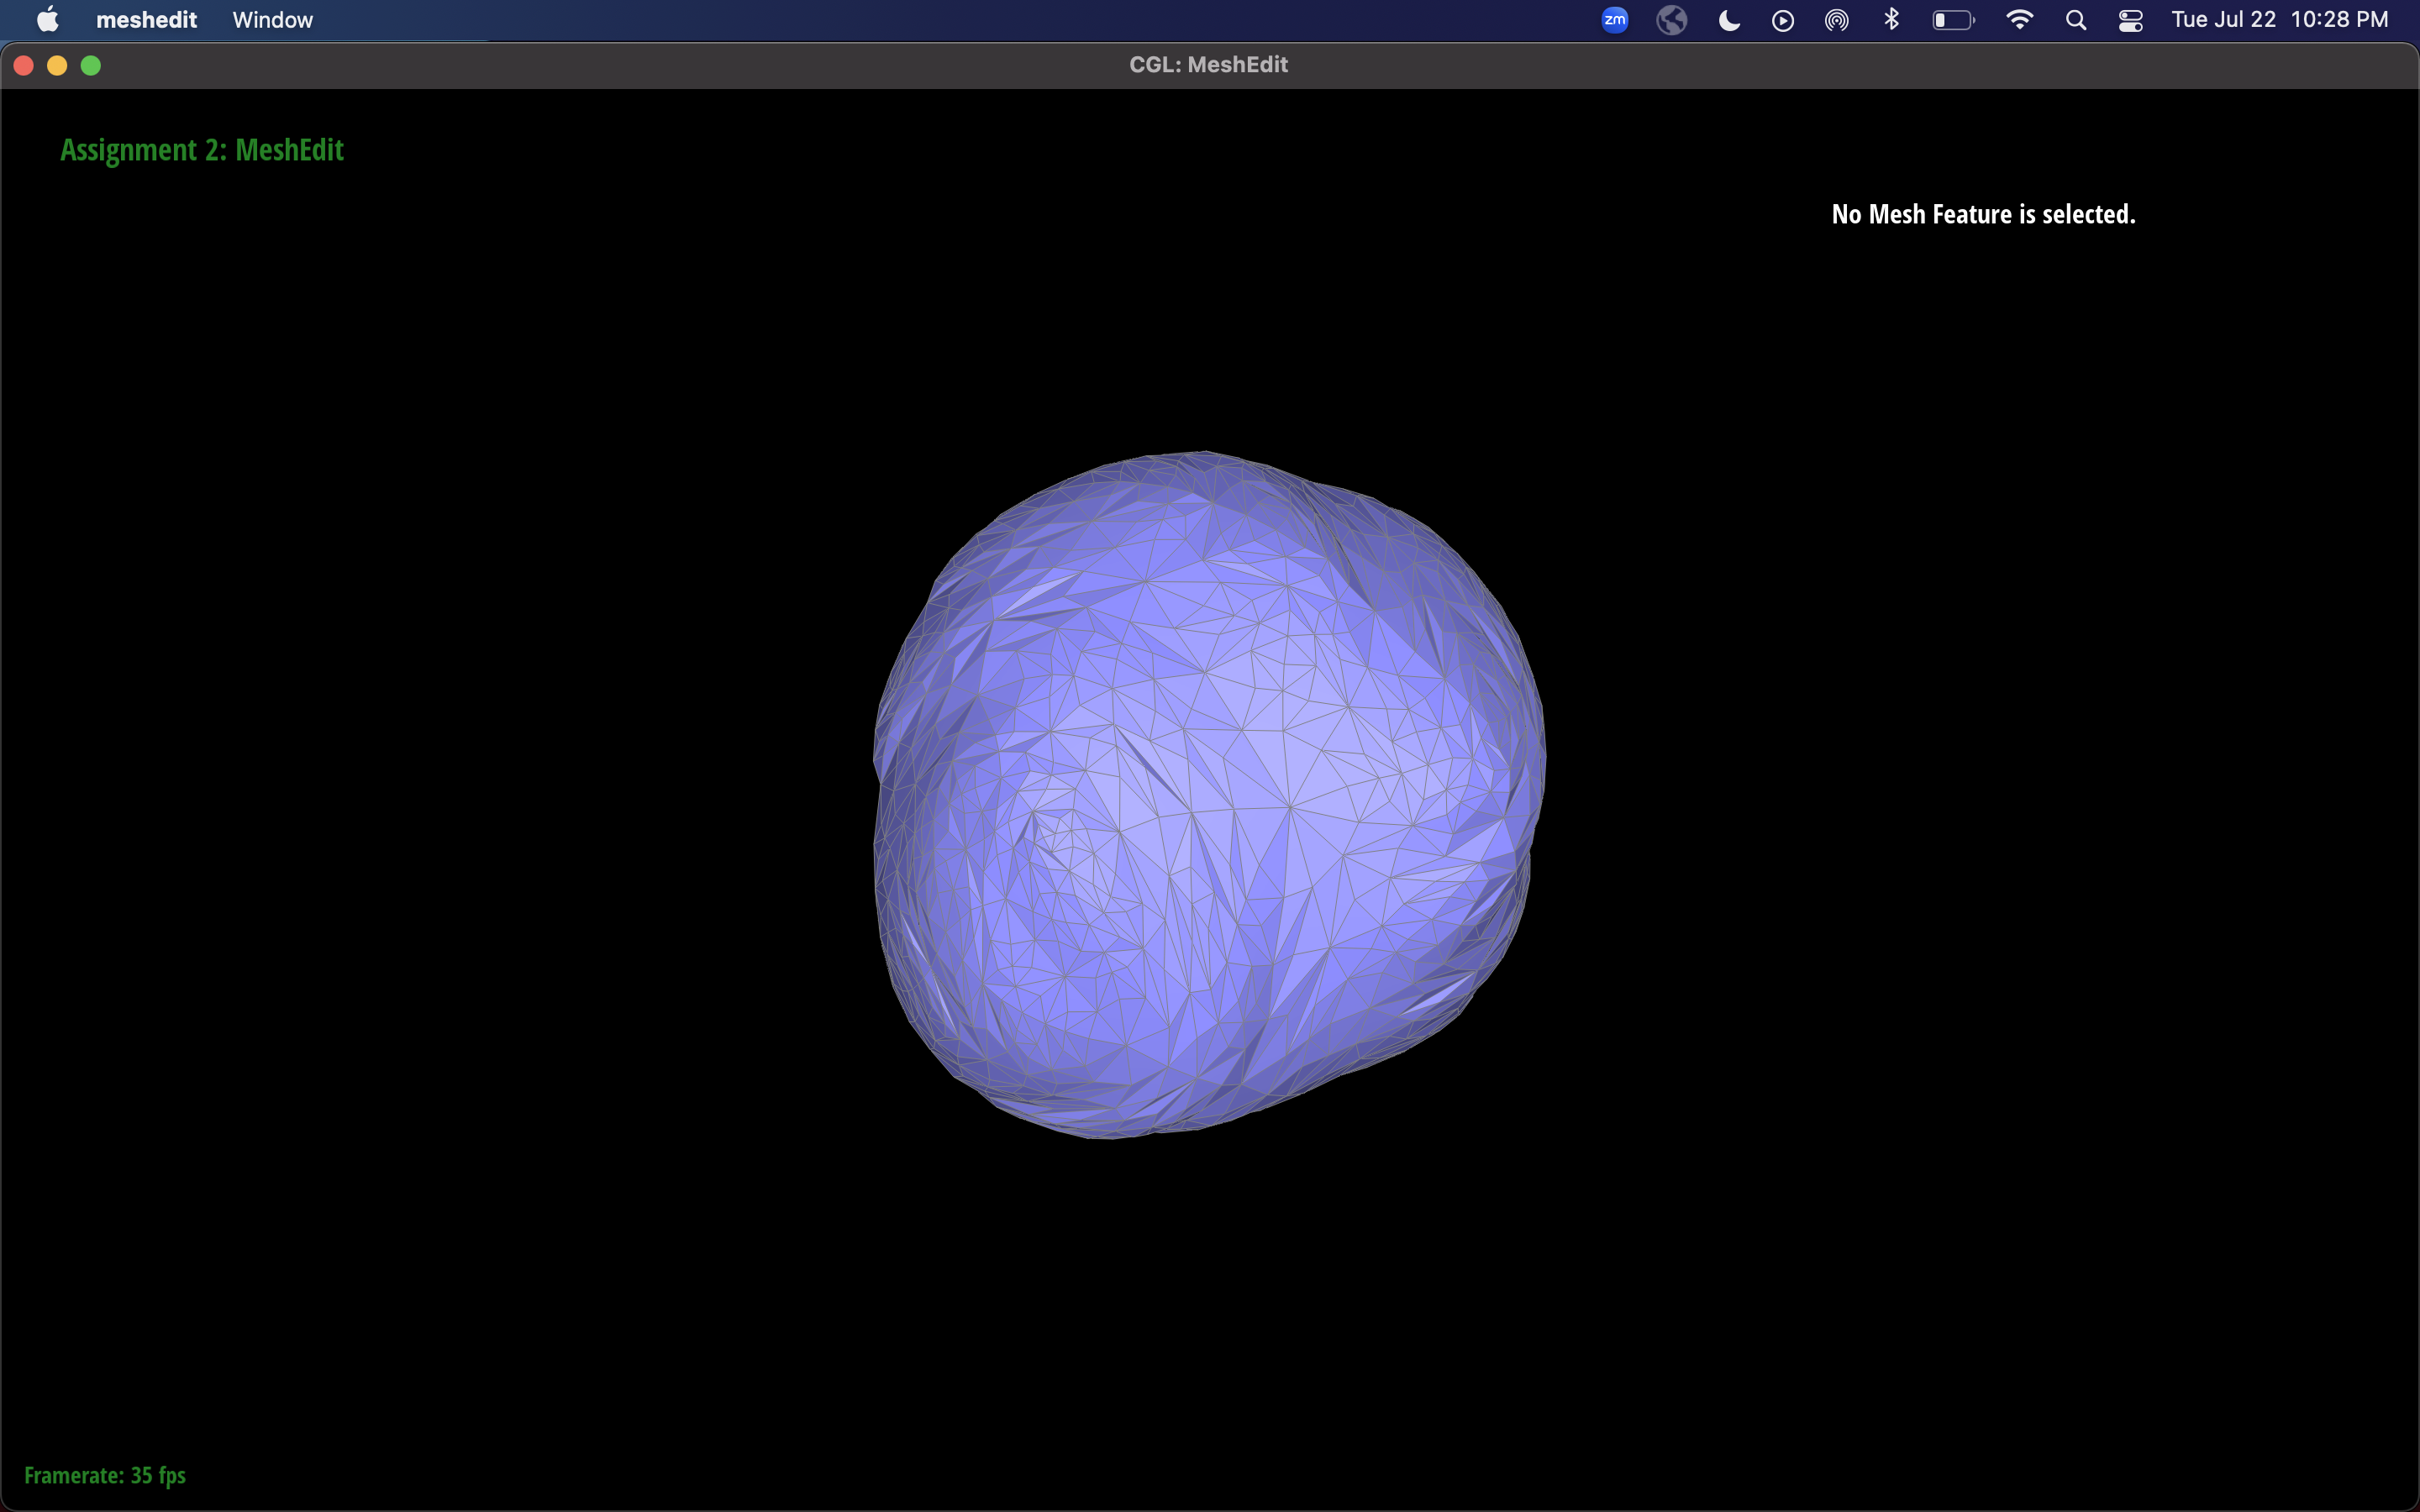 meshedit Window zm Tue Jul 22 10:28 PM
CGL: MeshEdit
Assignment 2: MeshEdit
No Mesh Feature is selected.
Framerate: 35 fps